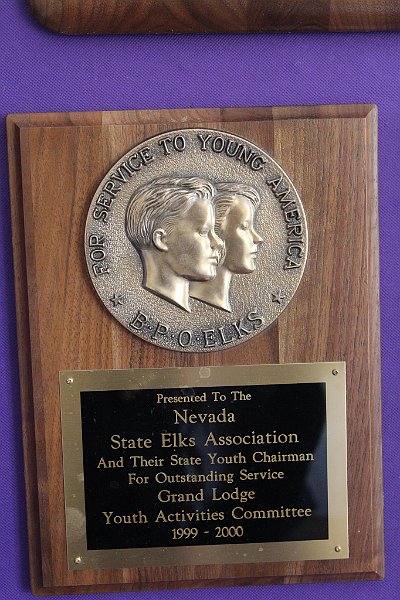 FOR SERVICE TO YOUNG AMERICA
B·P·O·ELKS
Presented To The
Nevada
State Elks Association
And Their State Youth Chairman
For Outstanding Service
Grand Lodge
Youth Activities Committee
1999 - 2000